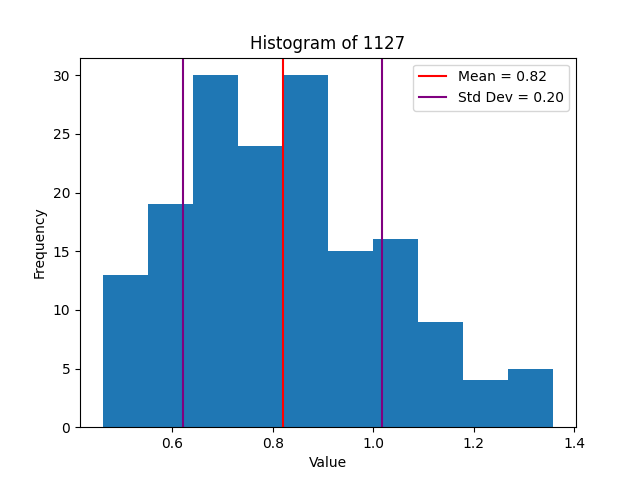 Histogram of 1127
Mean = 0.82
Std Dev = 0.20
30
25
20
15
10
5
0
Frequency
0.6 0.8 1.0 1.2 1.4
Value